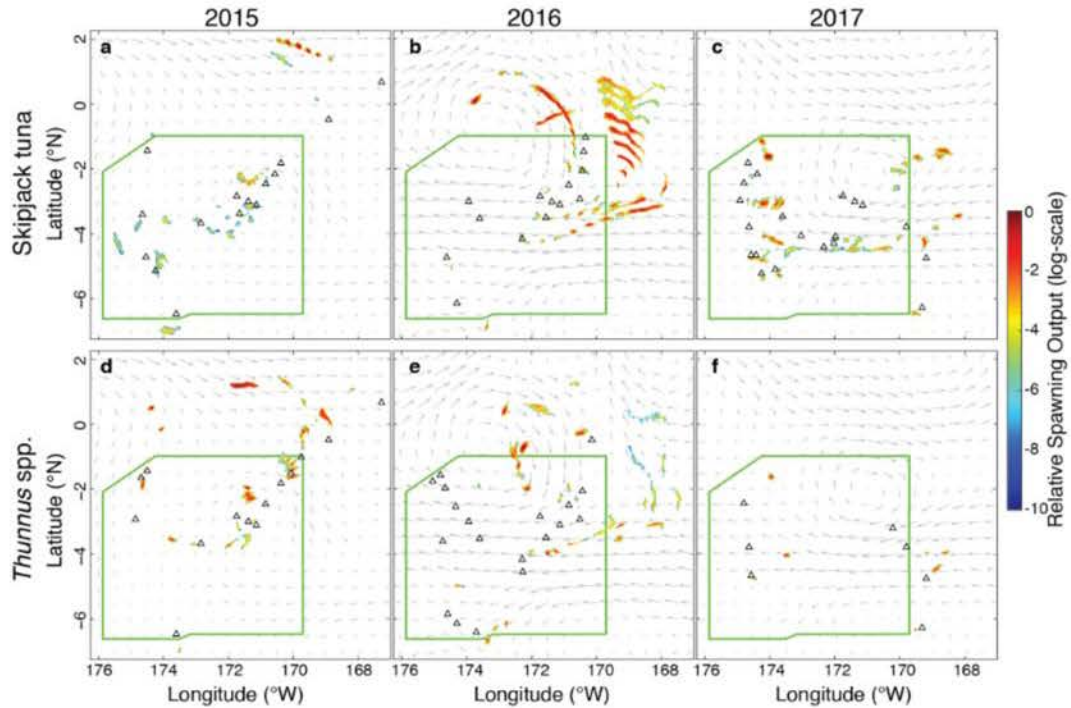 2015 2016 2017
a b c
Skipjack tuna
Latitude (°N)
2
0
-2
-4
-6
d e f
Thunnus spp.
Latitude (°N)
2
0
-2
-4
-6
176 174 172 170 168 176 174 172 170 168 176 174 172 170 168
Longitude (°W) Longitude (°W) Longitude (°W)
0
-2
-4
-6
-8
-10
Relative Spawning Output (log-scale)